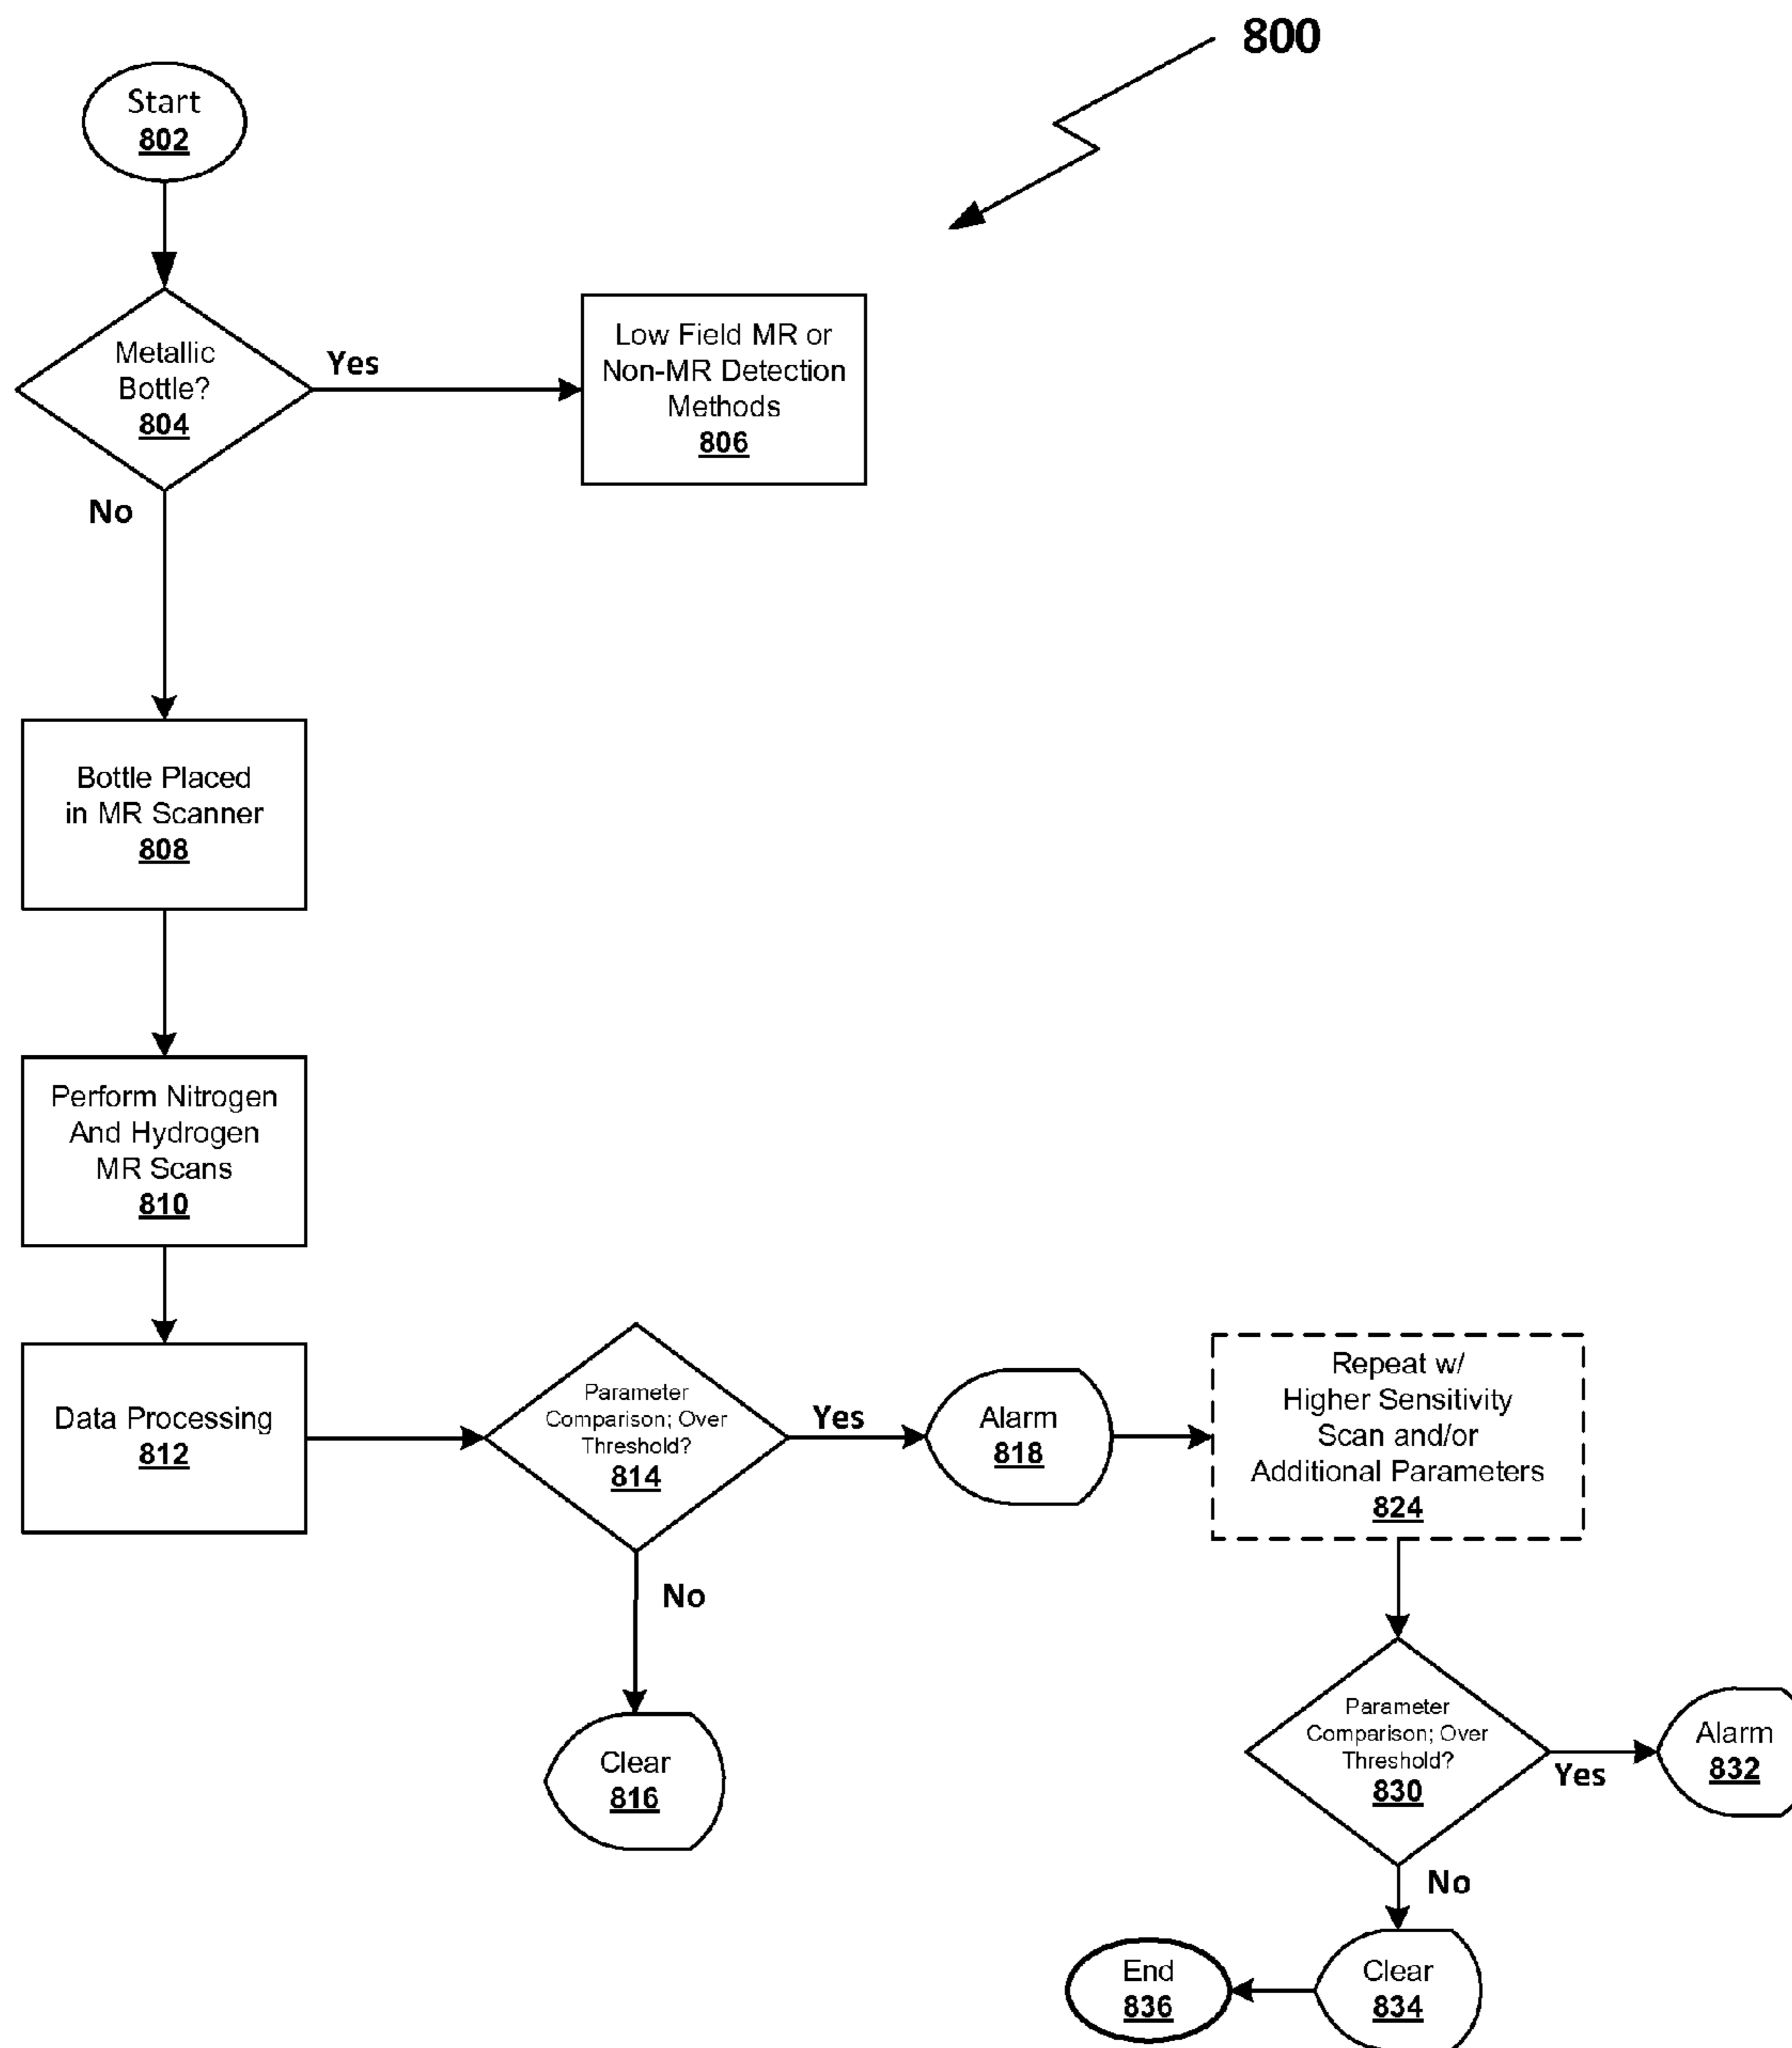 800
Start
802
Metallic
Bottle?
804
Yes
Low Field MR or
Non-MR Detection
Methods
806
No
Bottle Placed
in MR Scanner
808
Perform Nitrogen
And Hydrogen
MR Scans
810
Data Processing
812
Parameter
Comparison; Over
Threshold?
814
Yes
Alarm
818
Repeat w/
Higher Sensitivity
Scan and/or
Additional Parameters
824
No
Clear
816
Parameter
Comparison; Over
Threshold?
830
Yes
Alarm
832
No
Clear
834
End
836